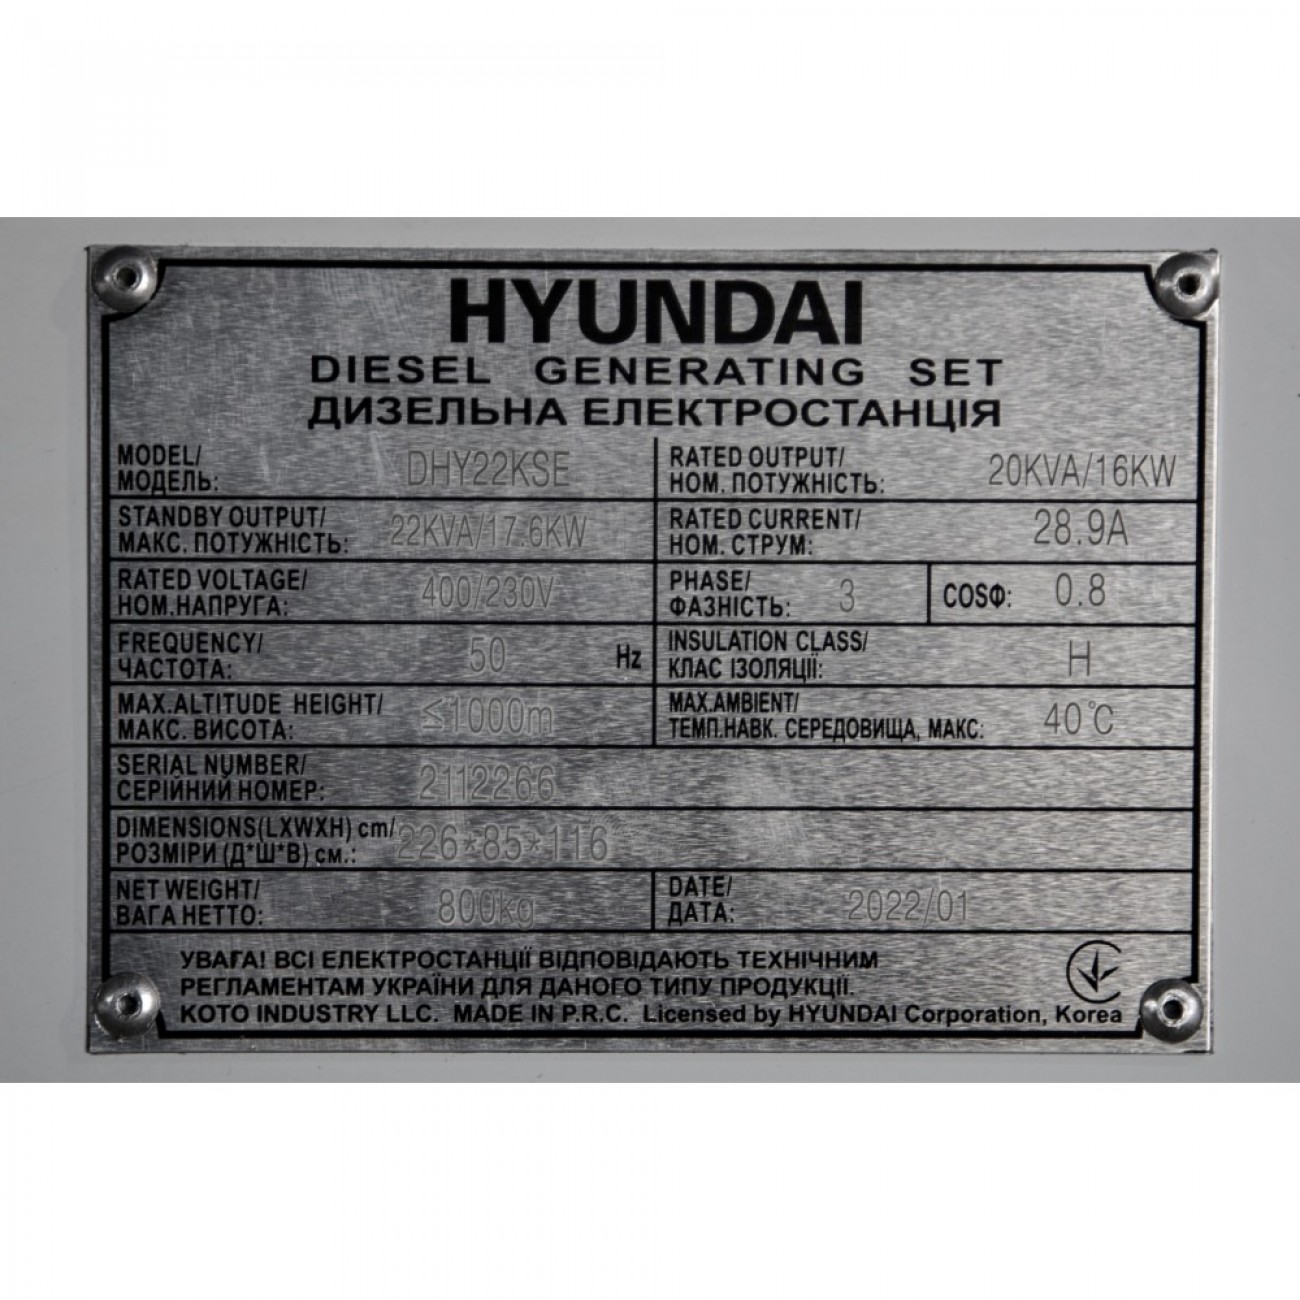 HYUNDAI
DIESEL GENERATING SET
ДИЗЕЛЬНА ЕЛЕКТРОСТАНЦІЯ
MODEL/
МОДЕЛЬ: DHY22KSE
RATED OUTPUT/
НОМ. ПОТУЖНІСТЬ: 20KVA/16KW
STANDBY OUTPUT/
МАКС. ПОТУЖНІСТЬ: 22KVA/17.6KW
RATED CURRENT/
НОМ. СТРУМ: 28.9A
RATED VOLTAGE/
НОМ.НАПРУГА: 400/230V
PHASE/
ФАЗНІСТЬ: 3
COSФ: 0.8
FREQUENCY/
ЧАСТОТА: 50 Hz
INSULATION CLASS/
КЛАС ІЗОЛЯЦІЇ: H
MAX.ALTITUDE HEIGHT/
МАКС. ВИСОТА: ≤1000m
MAX.AMBIENT/
ТЕМП.НАВК. СЕРЕДОВИЩА, МАКС: 40℃
SERIAL NUMBER/
СЕРІЙНИЙ НОМЕР: 2112266
DIMENSIONS(LXWXH) cm/
РОЗМІРИ (Д*Ш*В) см.: 226*85*116
NET WEIGHT/
ВАГА НЕТТО: 800kg
DATE/
ДАТА: 2022/01
УВАГА! ВСІ ЕЛЕКТРОСТАНЦІЇ ВІДПОВІДАЮТЬ ТЕХНІЧНИМ
РЕГЛАМЕНТАМ УКРАЇНИ ДЛЯ ДАНОГО ТИПУ ПРОДУКЦІЇ.
KOTO INDUSTRY LLC. MADE IN P.R.C. Licensed by HYUNDAI Corporation, Korea